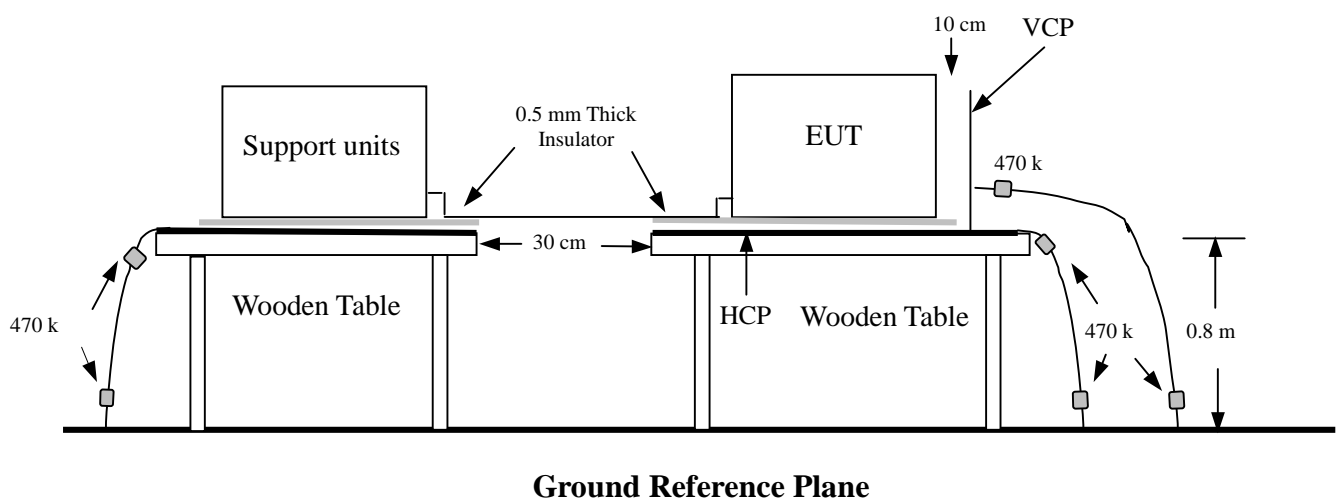 10 cm
VCP
0.5 mm Thick
Insulator
Support units
EUT
470 k
30 cm
Wooden Table
HCP
Wooden Table
470 k
470 k
0.8 m
Ground Reference Plane